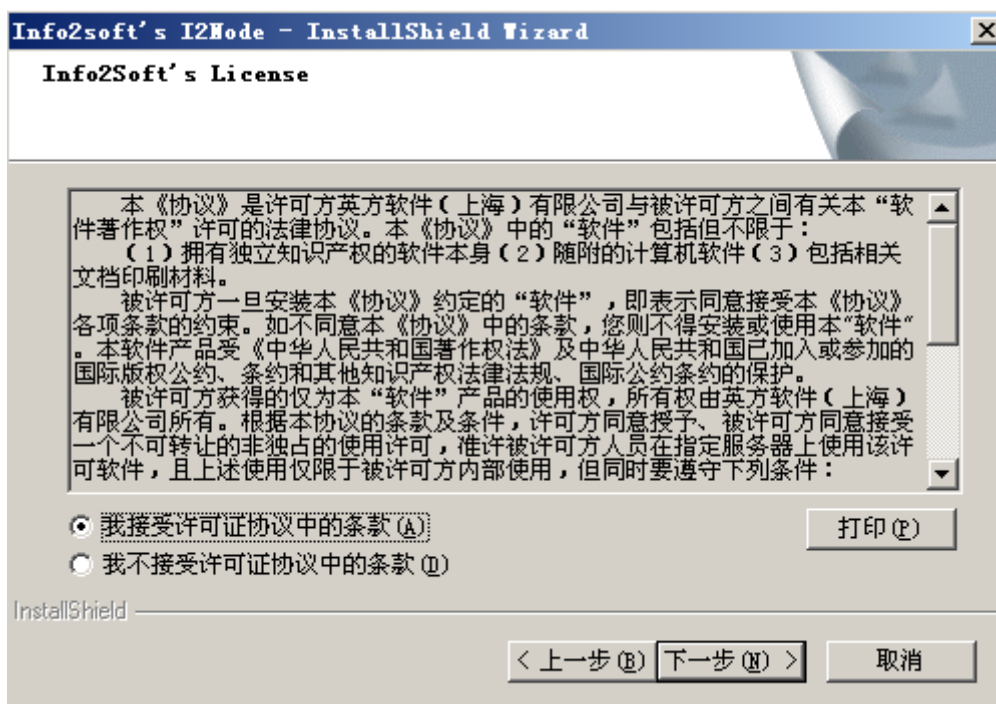 Info2soft's I2Node - InstallShield Wizard
Info2Soft's License
本《协议》是许可方英方软件(上海)有限公司与被许可方之间有关本“软
件著作权”许可的法律协议。本《协议》中的“软件”包括但不限于：
(1)拥有独立知识产权的软件本身(2)随附的计算机软件(3)包括相关
文档印刷材料。
被许可方一旦安装本《协议》约定的“软件”，即表示同意接受本《协议》
各项条款的约束。如不同意本《协议》中的条款，您则不得安装或使用本"软件"
。本软件产品受《中华人民共和国著作权法》及中华人民共和国已加入或参加的
国际版权公约、条约和其他知识产权法律法规、国际公约条约的保护。
被许可方获得的仅为本“软件”产品的使用权，所有权由英方软件(上海)
有限公司所有。根据本协议的条款及条件，许可方同意授予、被许可方同意接受
一个不可转让的非独占的使用许可，准许被许可方人员在指定服务器上使用该许
可软件，且上述使用仅限于被许可方内部使用，但同时要遵守下列条件：
我接受许可证协议中的条款(A)
打印(P)
我不接受许可证协议中的条款(D)
InstallShield
< 上一步(B) 下一步(N) > 取消